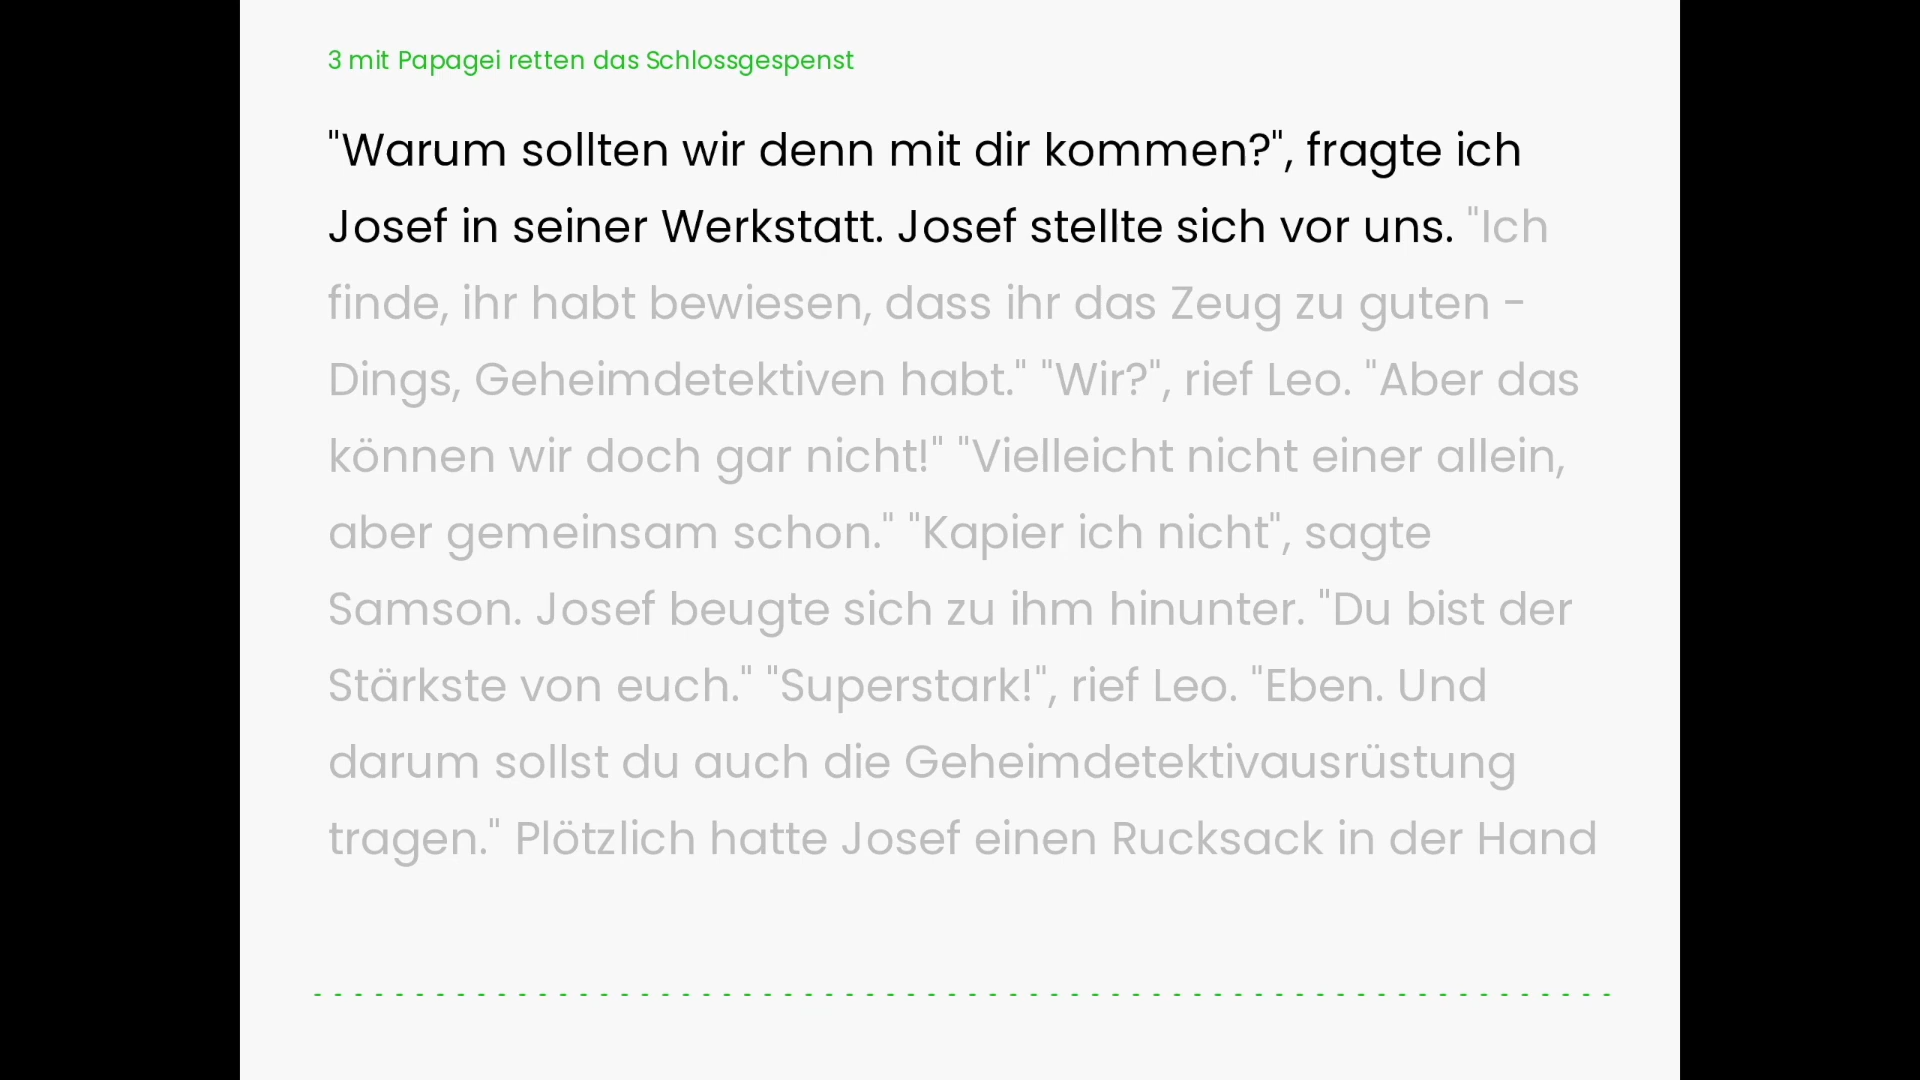 3 mit Papagei retten das Schlossgespenst
"Warum sollten wir denn mit dir kommen?", fragte ich
Josef in seiner Werkstatt. Josef stellte sich vor uns. "Ich
finde, ihr habt bewiesen, dass ihr das Zeug zu guten -
Dings, Geheimdetektiven habt." "Wir?", rief Leo. "Aber das
können wir doch gar nicht!" "Vielleicht nicht einer allein,
aber gemeinsam schon." "Kapier ich nicht", sagte
Samson. Josef beugte sich zu ihm hinunter. "Du bist der
Stärkste von euch." "Superstark!", rief Leo. "Eben. Und
darum sollst du auch die Geheimdetektivausrüstung
tragen." Plötzlich hatte Josef einen Rucksack in der Hand